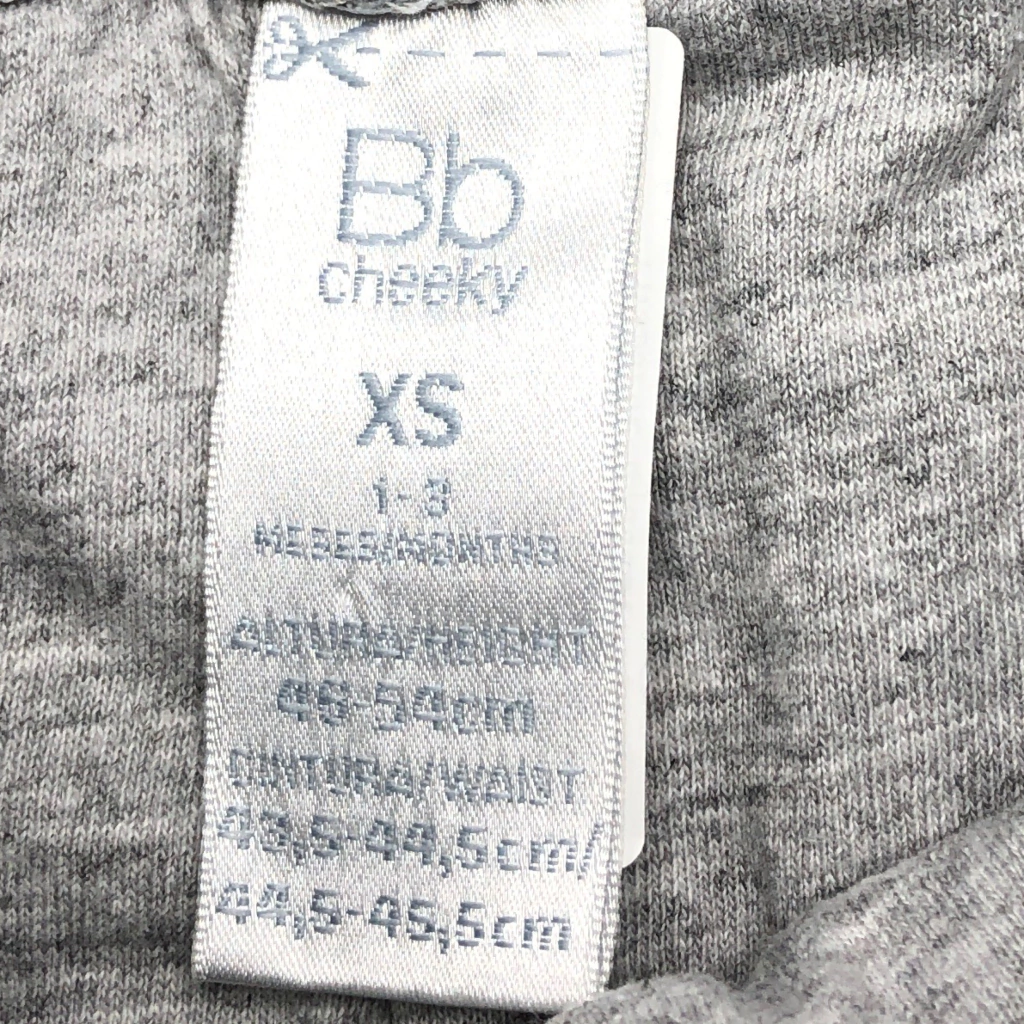 Bb
cheeky
XS
1-3
MESES/MONTHS
ALTURA/HEIGHT
46-54cm
CINTURA/WAIST
43,5-44,5cm/
44,5-45,5cm